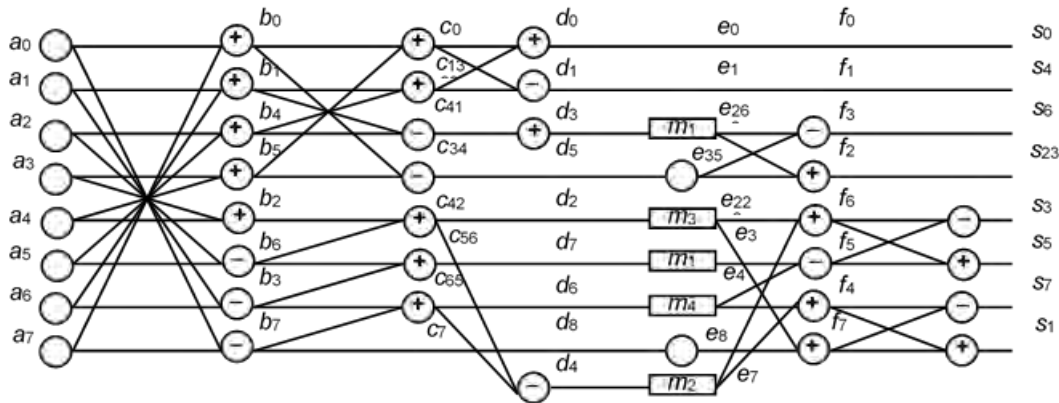 b0 c0 d0 e0 f0
a0 + + + s0
b1 c13 d1 e1 f1
a1 + + − s4
b4 c41 d3 e26 f3
a2 + − + m1 − s6
b5 c34 d5 e35 f2
a3 + − + s23
b2 c42 d2 e22 f6
a4 + + m3 + − s3
b6 c56 d7 e3 f5
a5 − + m1 − + s5
b3 c65 d6 e4 f4
a6 − + m4 + − s7
b7 c7 d8 e8 f7
a7 − + + s1
d4 e7
− m2